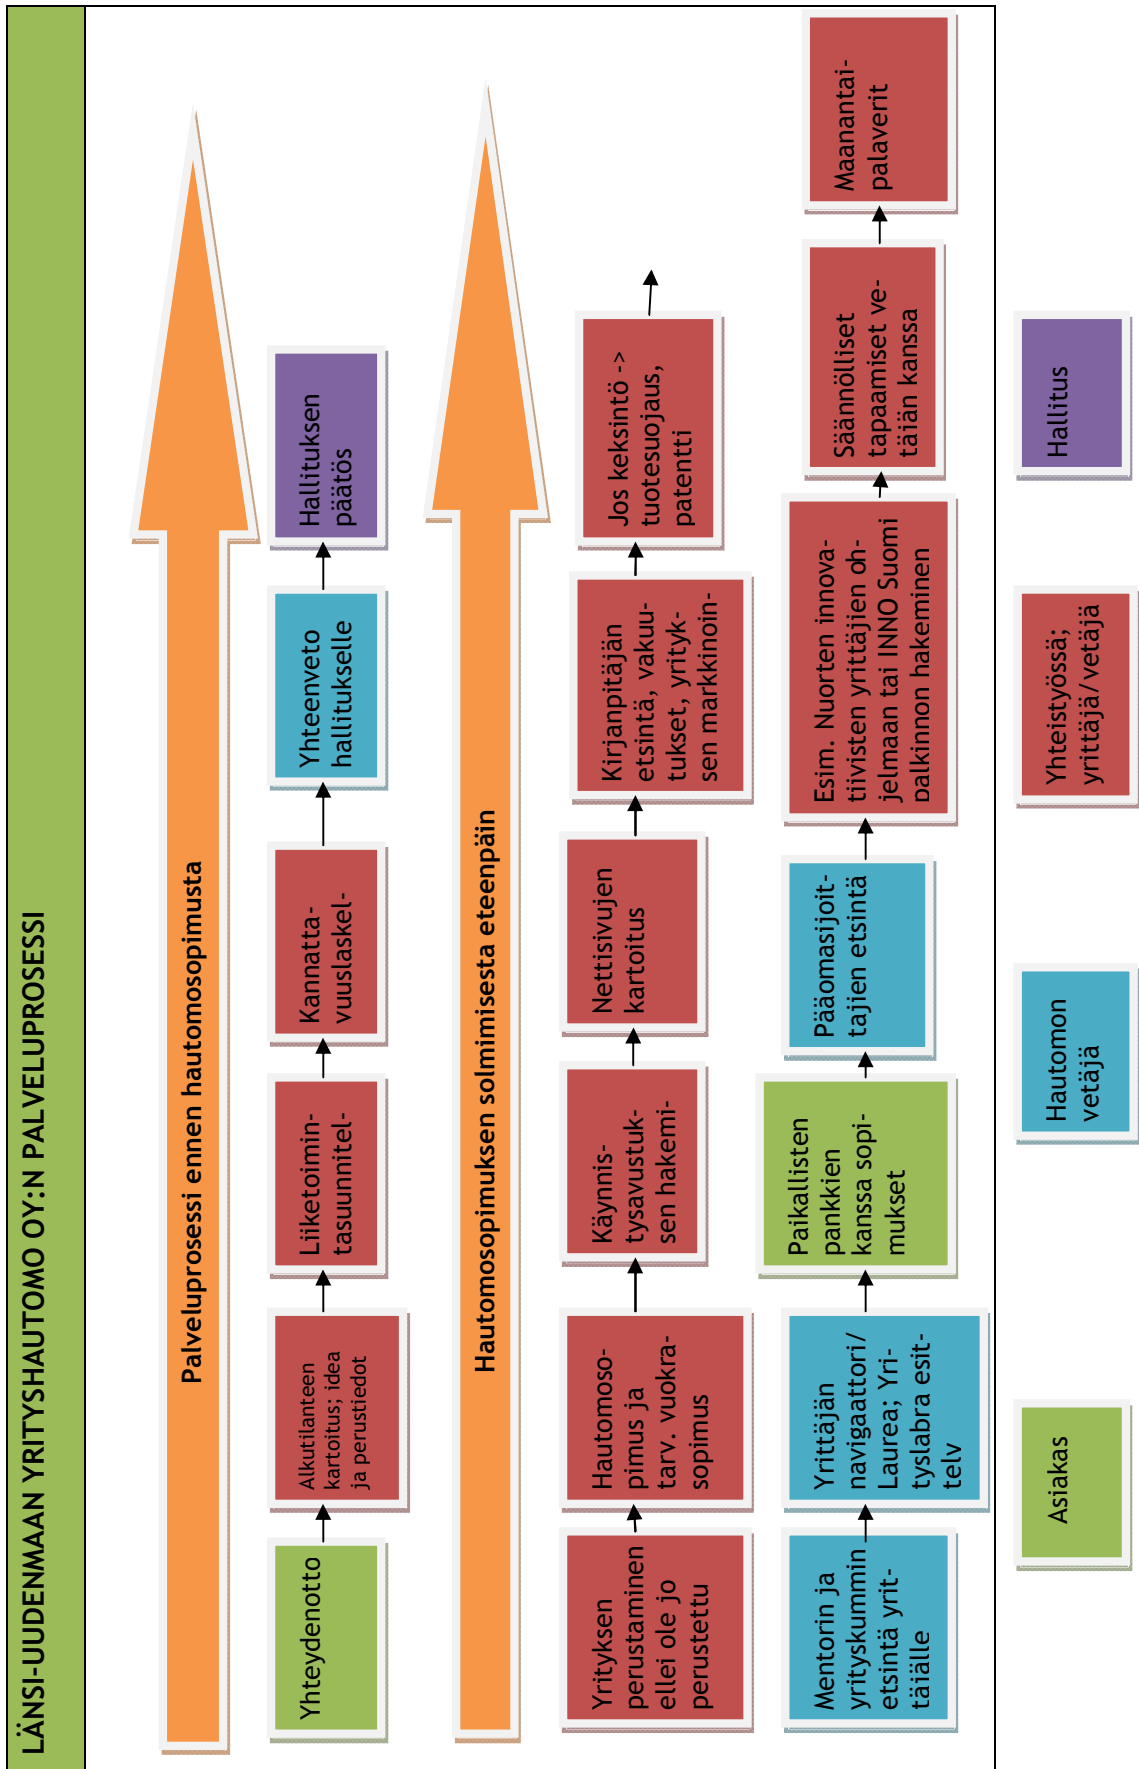 LÄNSI-UUDENMAAN YRITYSHAUTOMO OY:N PALVELUPROSESSI
Palveluprosessi ennen hautomosopimusta
Yhteydenotto
Alkutilanteen
kartoitus; idea
ja perustiedot
Liiketoimin-
tasuunnitel-
Kannatta-
vuuslaskel-
Yhteenveto
hallitukselle
Hallituksen
päätös
Hautomosopimuksen solmimisesta eteenpäin
Yrityksen
perustaminen
ellei ole jo
perustettu
Hautomoso-
pimus ja
tarv. vuokra-
sopimus
Käynnis-
tysavustuk-
sen hakemi-
Nettisivujen
kartoitus
Kirjanpitäjän
etsintä, vakuu-
tukset, yrityk-
sen markkinoin-
Jos keksintö ->
tuotesuojaus,
patentti
Mentorin ja
yrityskummin
etsintä yrit-
täjälle
Yrittäjän
navigaattori/
Laurea; Yri-
tyslabra esit-
telv
Paikallisten
pankkien
kanssa sopi-
mukset
Pääomasijoit-
tajien etsintä
Esim. Nuorten innova-
tiivisten yrittäjien oh-
jelmaan tai INNO Suomi
palkinnon hakeminen
Säännölliset
tapaamiset ve-
täjän kanssa
Maanantai-
palaverit
Asiakas
Hautomon
vetäjä
Yhteistyössä;
yrittäjä/vetäjä
Hallitus